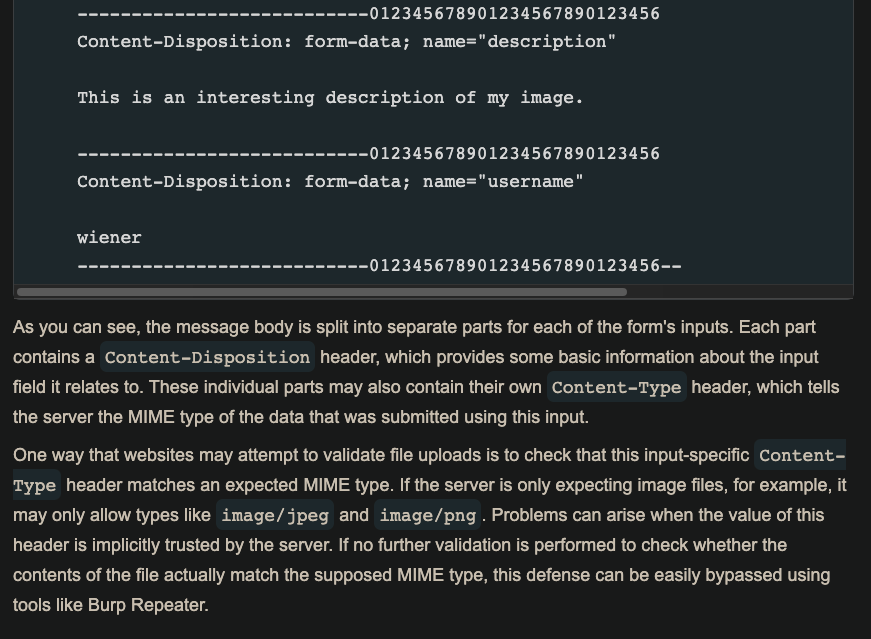 ---------------------------012345678901234567890123456
Content-Disposition: form-data; name="description"
This is an interesting description of my image.
---------------------------012345678901234567890123456
Content-Disposition: form-data; name="username"
wiener
---------------------------012345678901234567890123456--
As you can see, the message body is split into separate parts for each of the form's inputs. Each part
contains a Content-Disposition header, which provides some basic information about the input
field it relates to. These individual parts may also contain their own Content-Type header, which tells
the server the MIME type of the data that was submitted using this input.
One way that websites may attempt to validate file uploads is to check that this input-specific Content-
Type header matches an expected MIME type. If the server is only expecting image files, for example, it
may only allow types like image/jpeg and image/png. Problems can arise when the value of this
header is implicitly trusted by the server. If no further validation is performed to check whether the
contents of the file actually match the supposed MIME type, this defense can be easily bypassed using
tools like Burp Repeater.